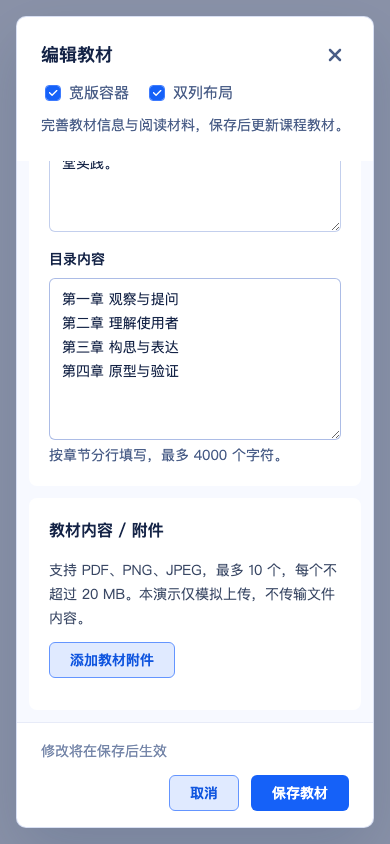 编辑教材
宽版容器 双列布局
完善教材信息与阅读材料，保存后更新课程教材。
堂实践。
目录内容
第一章 观察与提问
第二章 理解使用者
第三章 构思与表达
第四章 原型与验证
按章节分行填写，最多 4000 个字符。
教材内容 / 附件
支持 PDF、PNG、JPEG，最多 10 个，每个不
超过 20 MB。本演示仅模拟上传，不传输文件
内容。
添加教材附件
修改将在保存后生效
取消 保存教材